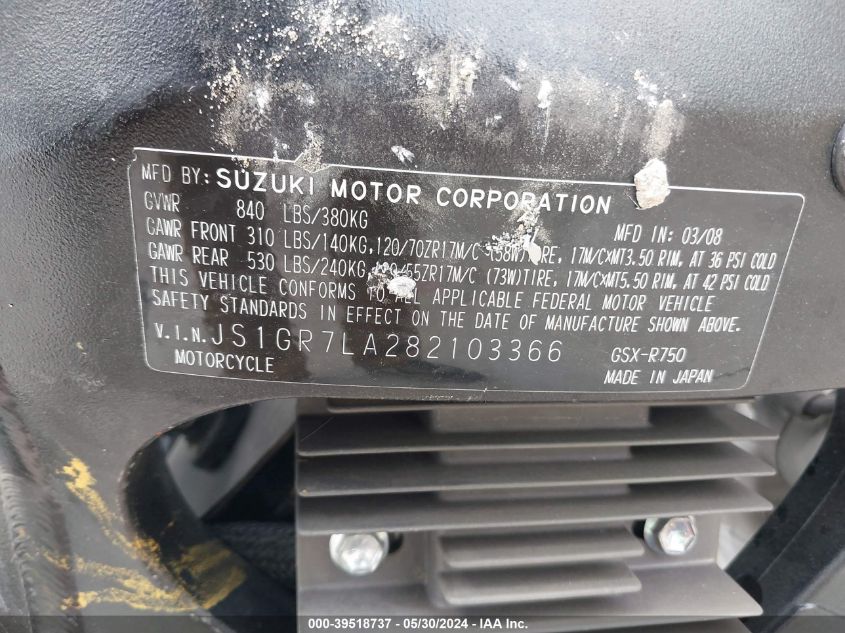 MFD BY: SUZUKI MOTOR CORPORATION
GVWR 840 LBS/380KG MFD IN: 03/08
GAWR FRONT 310 LBS/140KG, 120/70ZR17M/C (58W) TIRE, 17M/C×MT3.50 RIM, AT 36 PSI COLD
GAWR REAR 530 LBS/240KG, /55ZR17M/C (73W)TIRE, 17M/C×MT5.50 RIM, AT 42 PSI COLD
THIS VEHICLE CONFORMS TO ALL APPLICABLE FEDERAL MOTOR VEHICLE
SAFETY STANDARDS IN EFFECT ON THE DATE OF MANUFACTURE SHOWN ABOVE.
V.I.N. JS1GR7LA282103366 GSX-R750
MOTORCYCLE MADE IN JAPAN
000-39518737 - 05/30/2024 - IAA Inc.